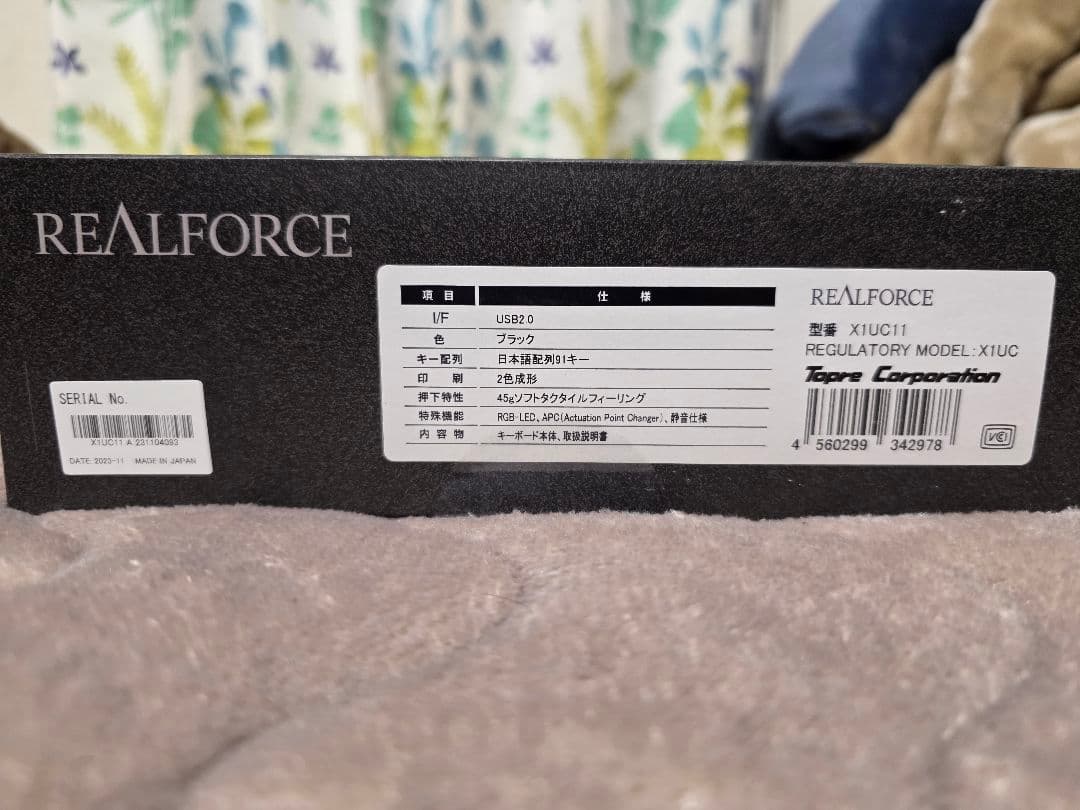 REALFORCE
項目 仕様
I/F USB2.0
色 ブラック
キー配列 日本語配列91キー
印刷 2色成形
押下特性 45gソフトタクタイルフィーリング
特殊機能 RGB-LED、APC(Actuation Point Changer)、静音仕様
内容物 キーボード本体、取扱説明書
REALFORCE
型番 X1UC11
REGULATORY MODEL:X1UC
Topre Corporation
4 560299 342978
VCI
SERIAL No.
X1UC11 A 231104093
DATE: 2023-11 MADE IN JAPAN